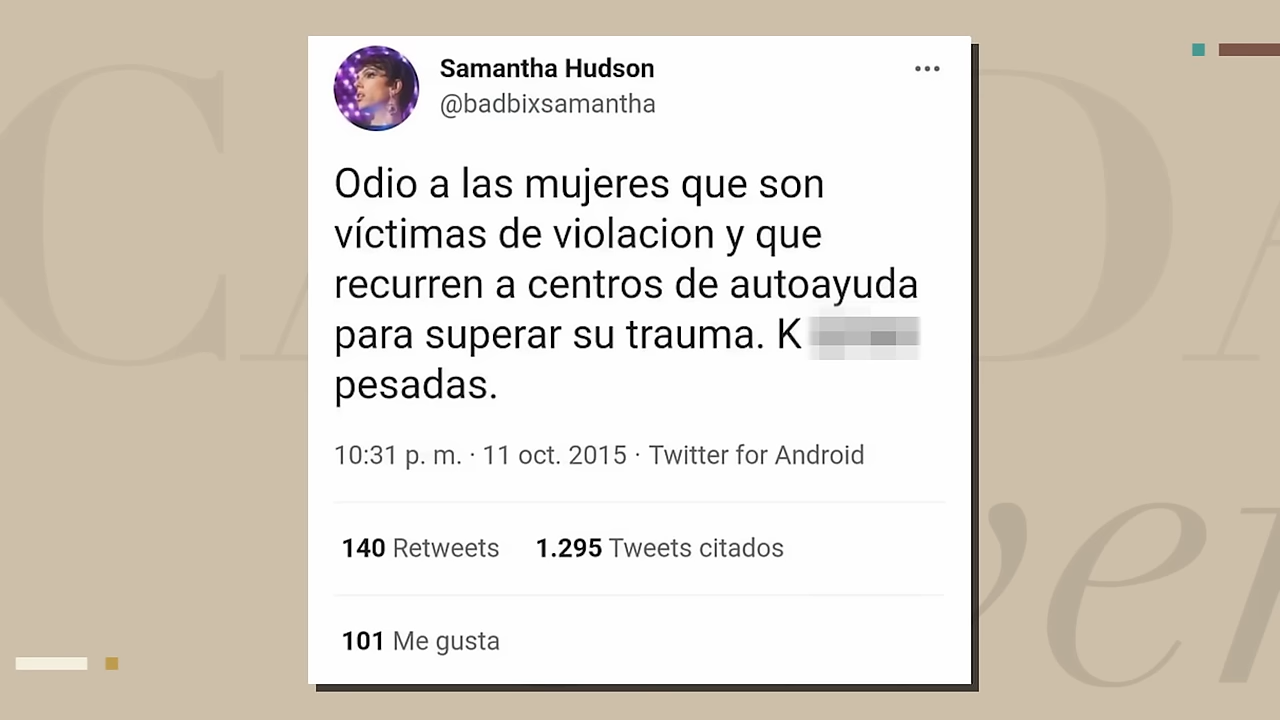 Samantha Hudson
@badbixsamantha
Odio a las mujeres que son
víctimas de violacion y que
recurren a centros de autoayuda
para superar su trauma. K
pesadas.
10:31 p. m. · 11 oct. 2015 · Twitter for Android
140 Retweets 1.295 Tweets citados
101 Me gusta